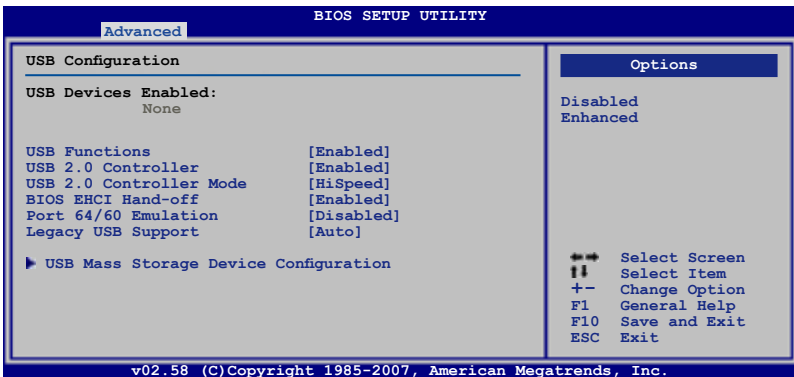 BIOS SETUP UTILITY
Advanced
USB Configuration
USB Devices Enabled:
None
USB Functions [Enabled]
USB 2.0 Controller [Enabled]
USB 2.0 Controller Mode [HiSpeed]
BIOS EHCI Hand-off [Enabled]
Port 64/60 Emulation [Disabled]
Legacy USB Support [Auto]
USB Mass Storage Device Configuration
Options
Disabled
Enhanced
Select Screen
Select Item
+- Change Option
F1 General Help
F10 Save and Exit
ESC Exit
v02.58 (C)Copyright 1985-2007, American Megatrends, Inc.